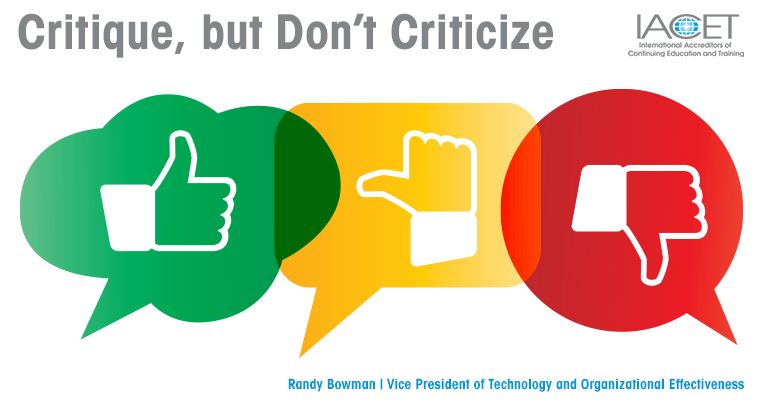 Critique, but Don't Criticize
IACET
International Accreditors of
Continuing Education and Training
Randy Bowman | Vice President of Technology and Organizational Effectiveness